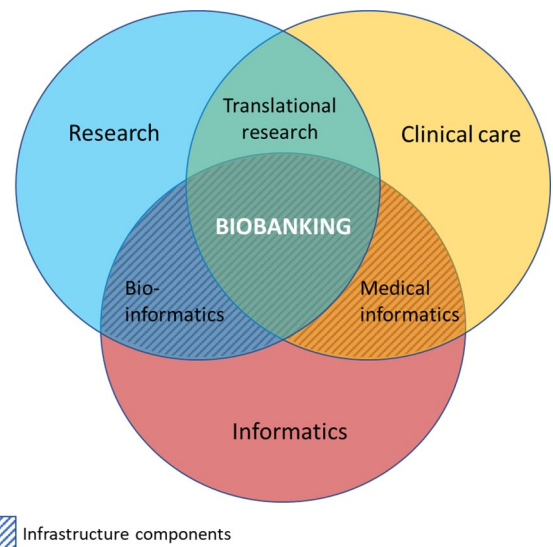 Translational
research
Research
Clinical care
BIOBANKING
Bio-
informatics
Medical
informatics
Informatics
Infrastructure components